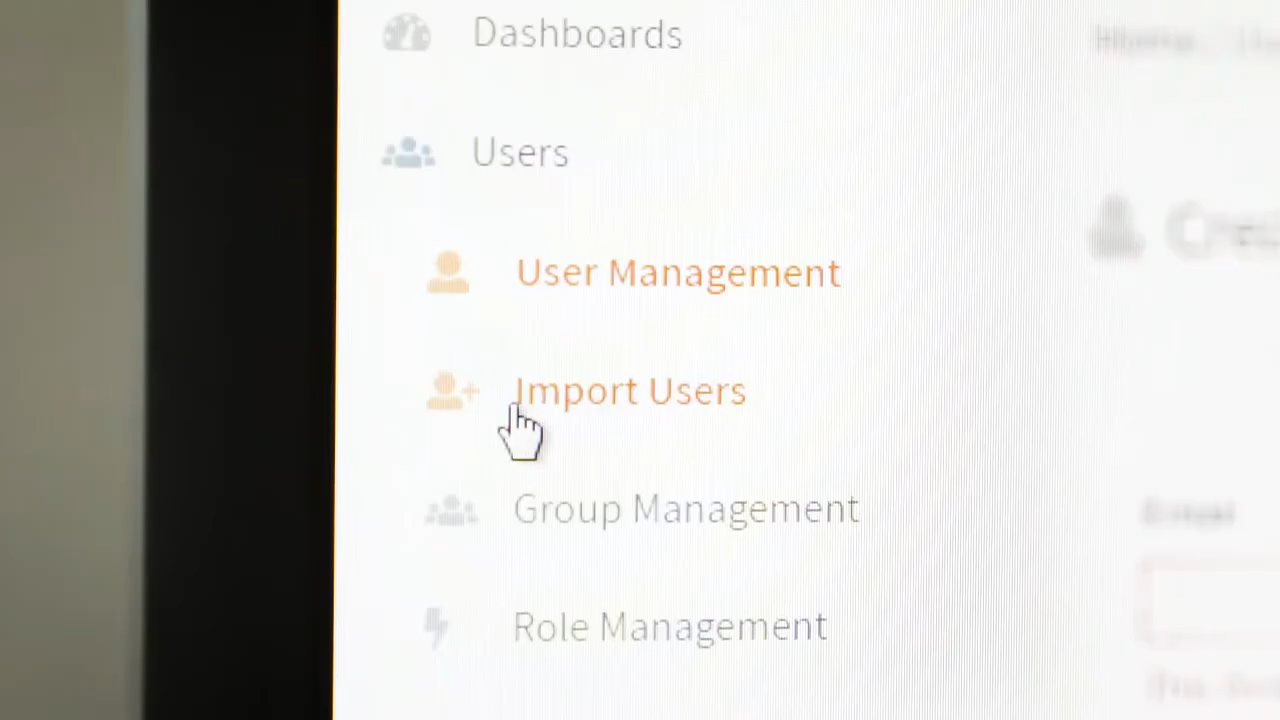 Dashboards
Users
User Management
Import Users
Group Management
Role Management